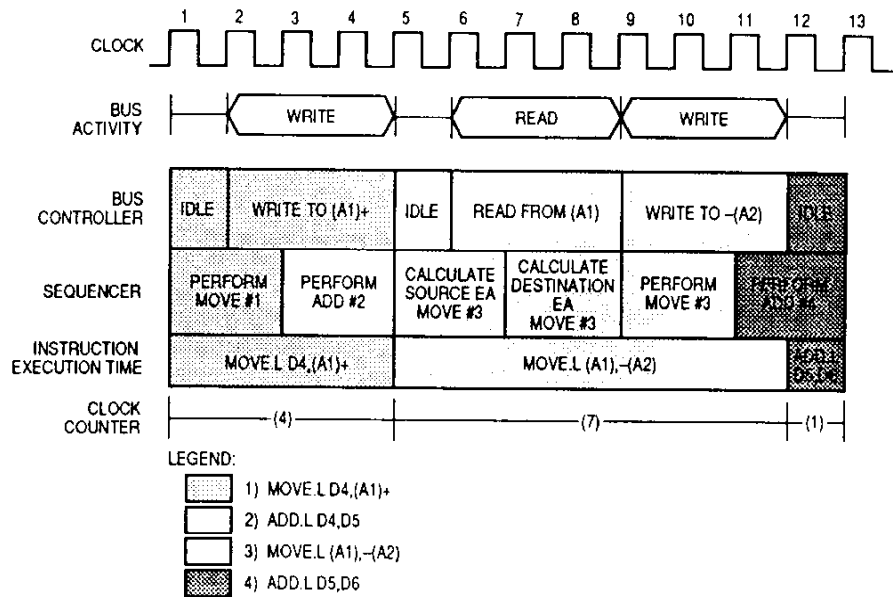 1 2 3 4 5 6 7 8 9 10 11 12 13
CLOCK
BUS
ACTIVITY
WRITE
READ
WRITE
BUS
CONTROLLER
IDLE
WRITE TO (A1)+
IDLE
READ FROM (A1)
WRITE TO –(A2)
IDLE
SEQUENCER
PERFORM
MOVE #1
PERFORM
ADD #2
CALCULATE
SOURCE EA
MOVE #3
CALCULATE
DESTINATION
EA
MOVE #3
PERFORM
MOVE #3
PERFORM
ADD #4
INSTRUCTION
EXECUTION TIME
MOVE.L D4,(A1)+
MOVE.L (A1),–(A2)
ADD.L
D5,D6
CLOCK
COUNTER
(4)
(7)
(1)
LEGEND:
1) MOVE.L D4,(A1)+
2) ADD.L D4,D5
3) MOVE.L (A1),–(A2)
4) ADD.L D5,D6